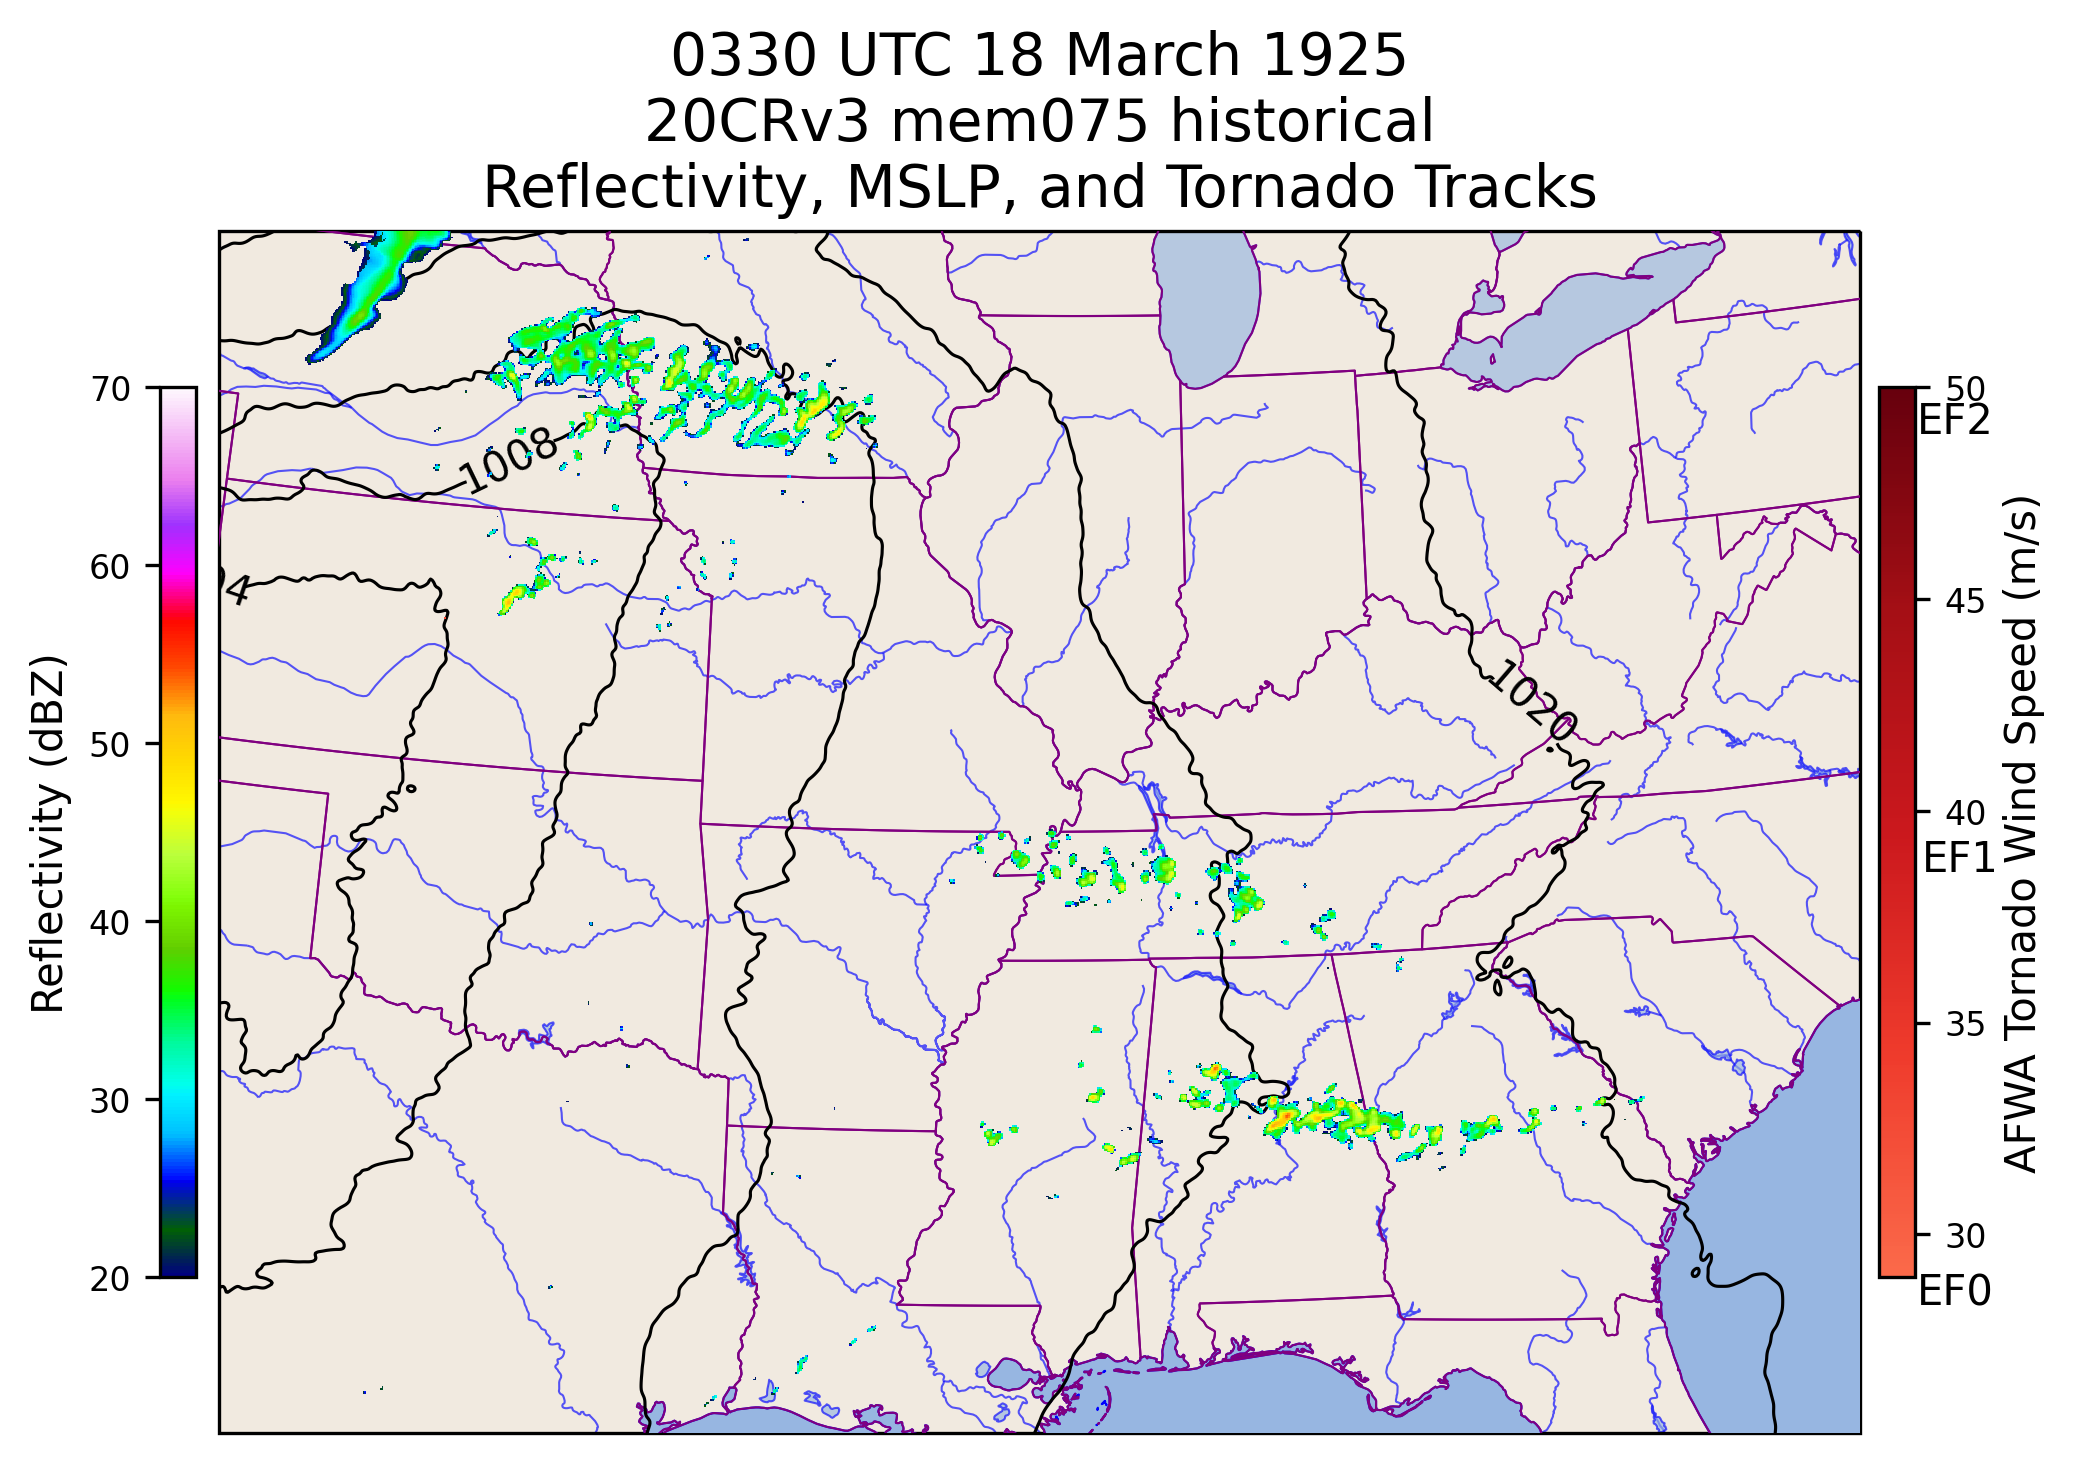 0330 UTC 18 March 1925
20CRv3 mem075 historical
Reflectivity, MSLP, and Tornado Tracks
70
60
50
40
30
20
Reflectivity (dBZ)
1008
04
1020
50
EF2
45
40
EF1
35
30
EF0
AFWA Tornado Wind Speed (m/s)